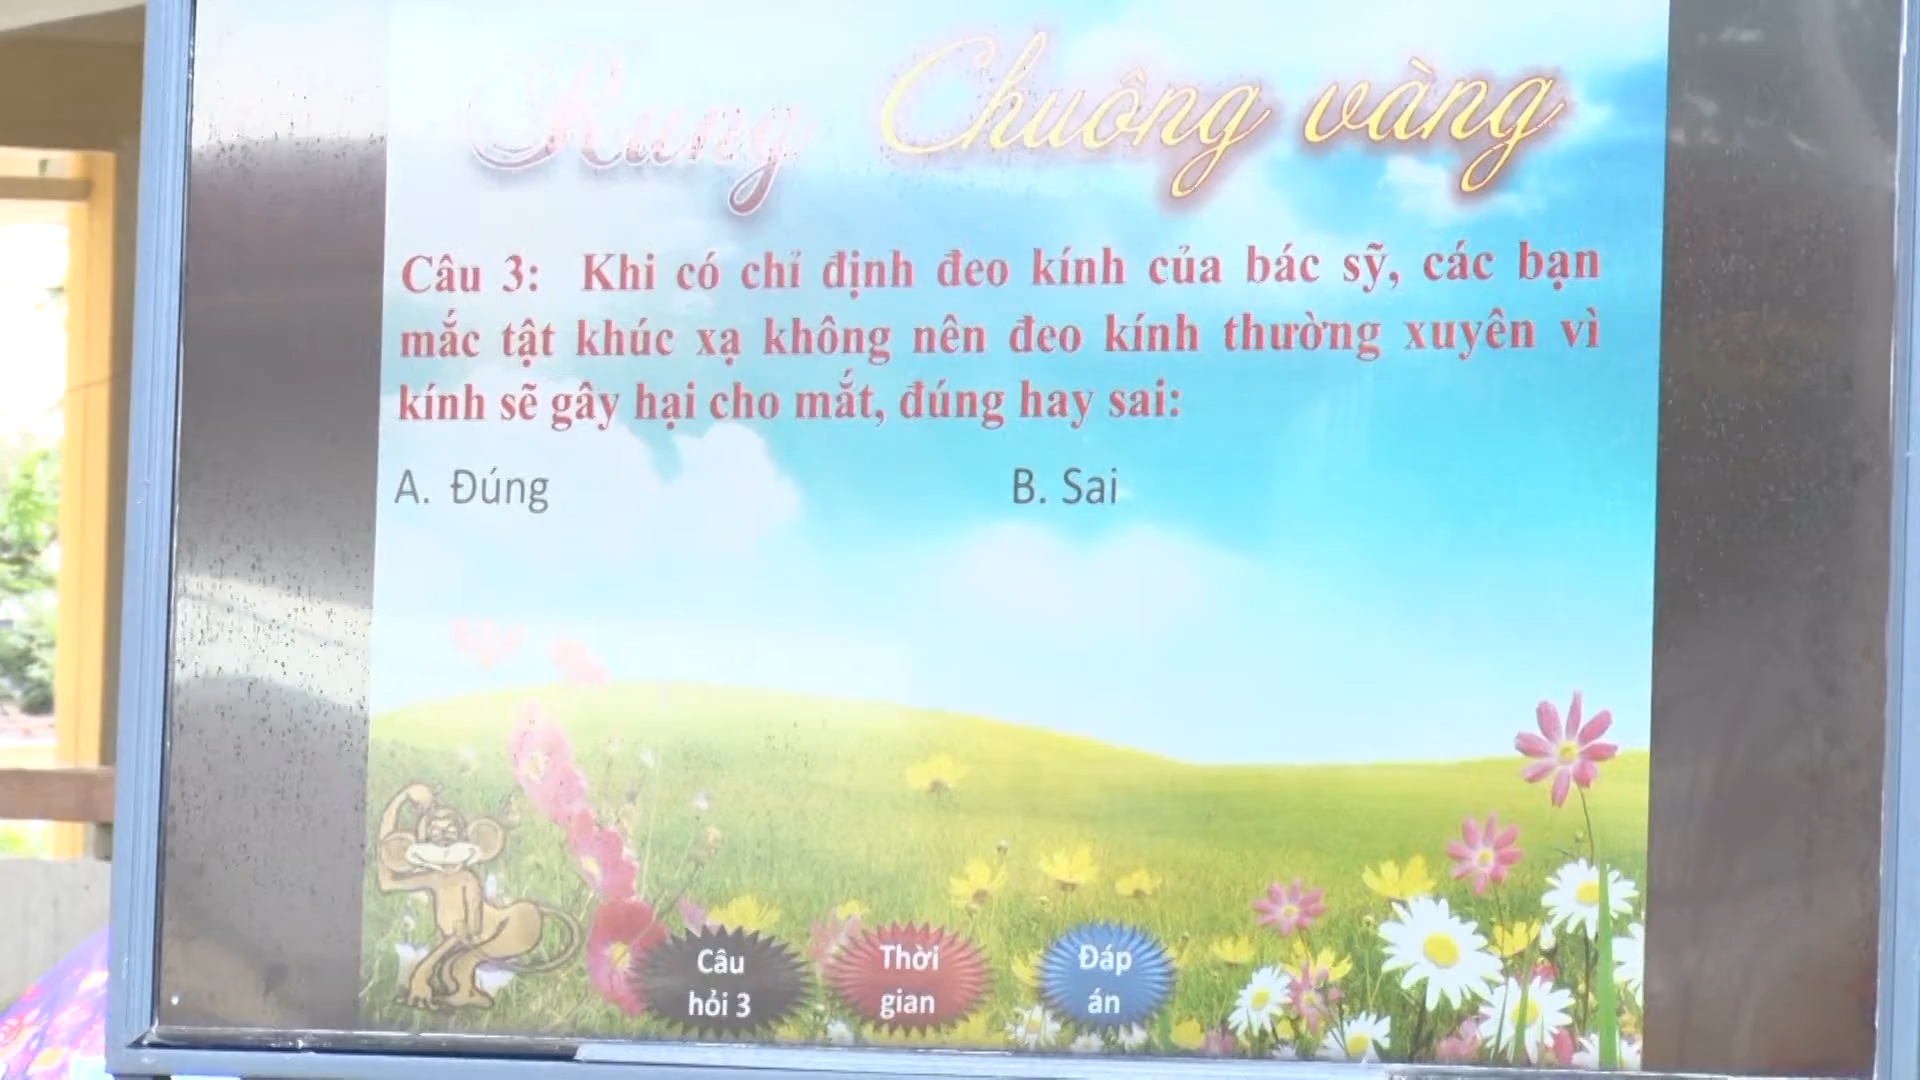 Rung Chuông vàng
Câu 3: Khi có chỉ định đeo kính của bác sỹ, các bạn
mắc tật khúc xạ không nên đeo kính thường xuyên vì
kính sẽ gây hại cho mắt, đúng hay sai:
A. Đúng B. Sai
Câu
hỏi 3
Thời
gian
Đáp
án